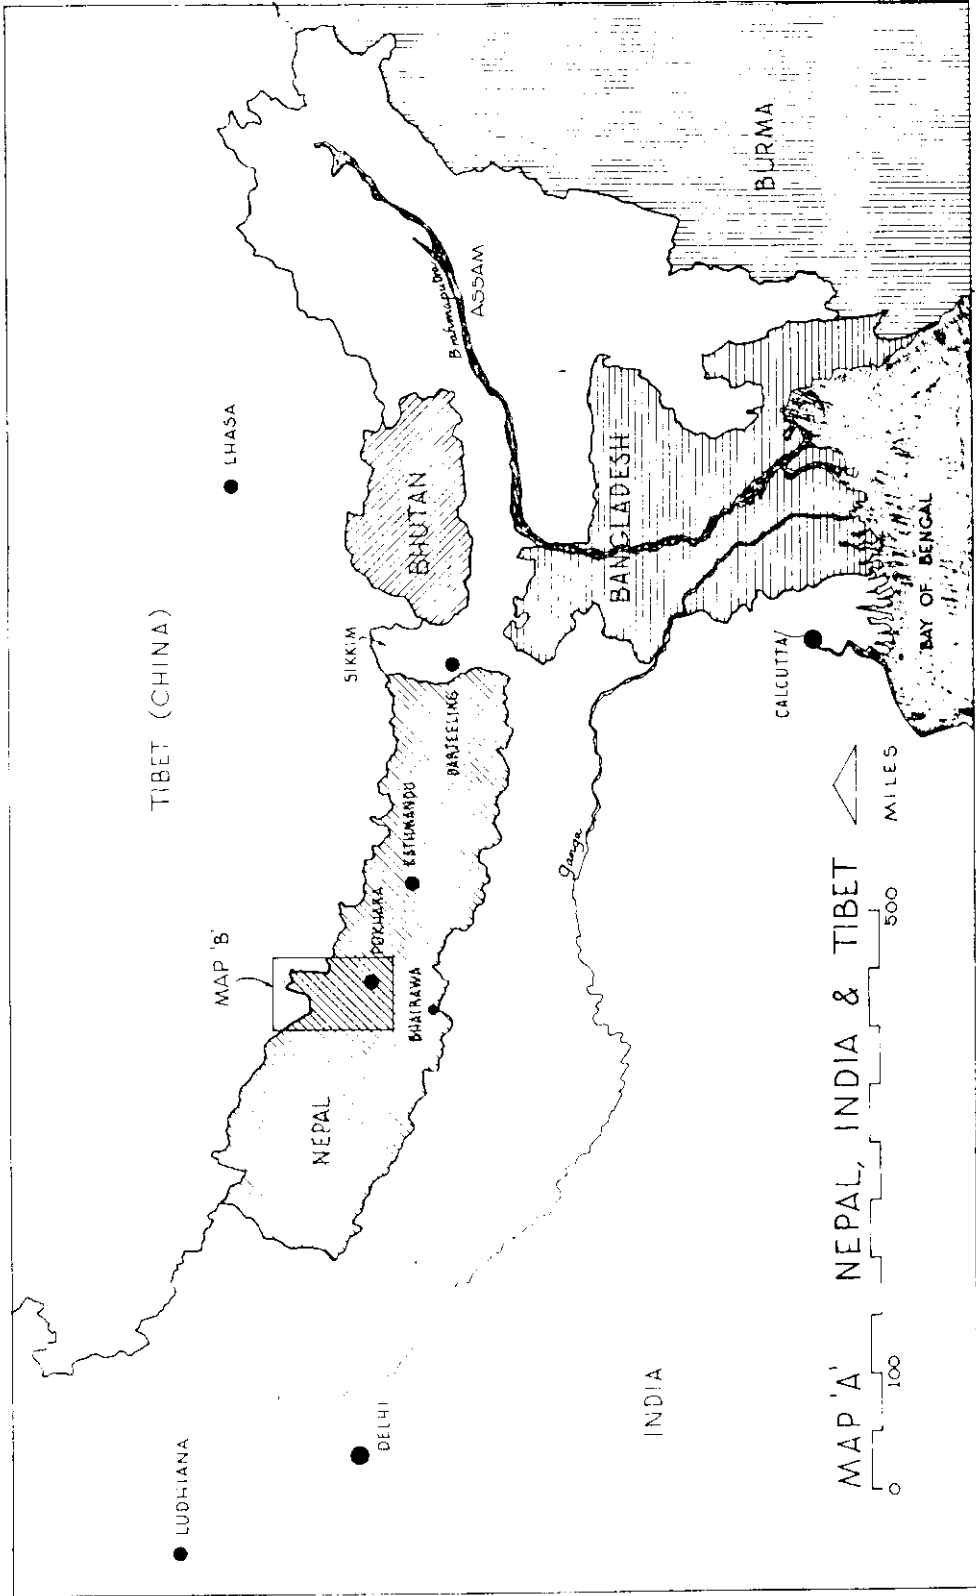 TIBET (CHINA)
LUDHIANA
LHASA
MAP 'B'
SIKKIM
DELHI
NEPAL
POKHARA
BHAIRAWA
KATHMANDU
DARJEELING
BHUTAN
Brahmaputra
ASSAM
Ganga
BANGLADESH
INDIA
BURMA
CALCUTTA
BAY OF BENGAL
MAP 'A' NEPAL, INDIA & TIBET
0 100 500 MILES